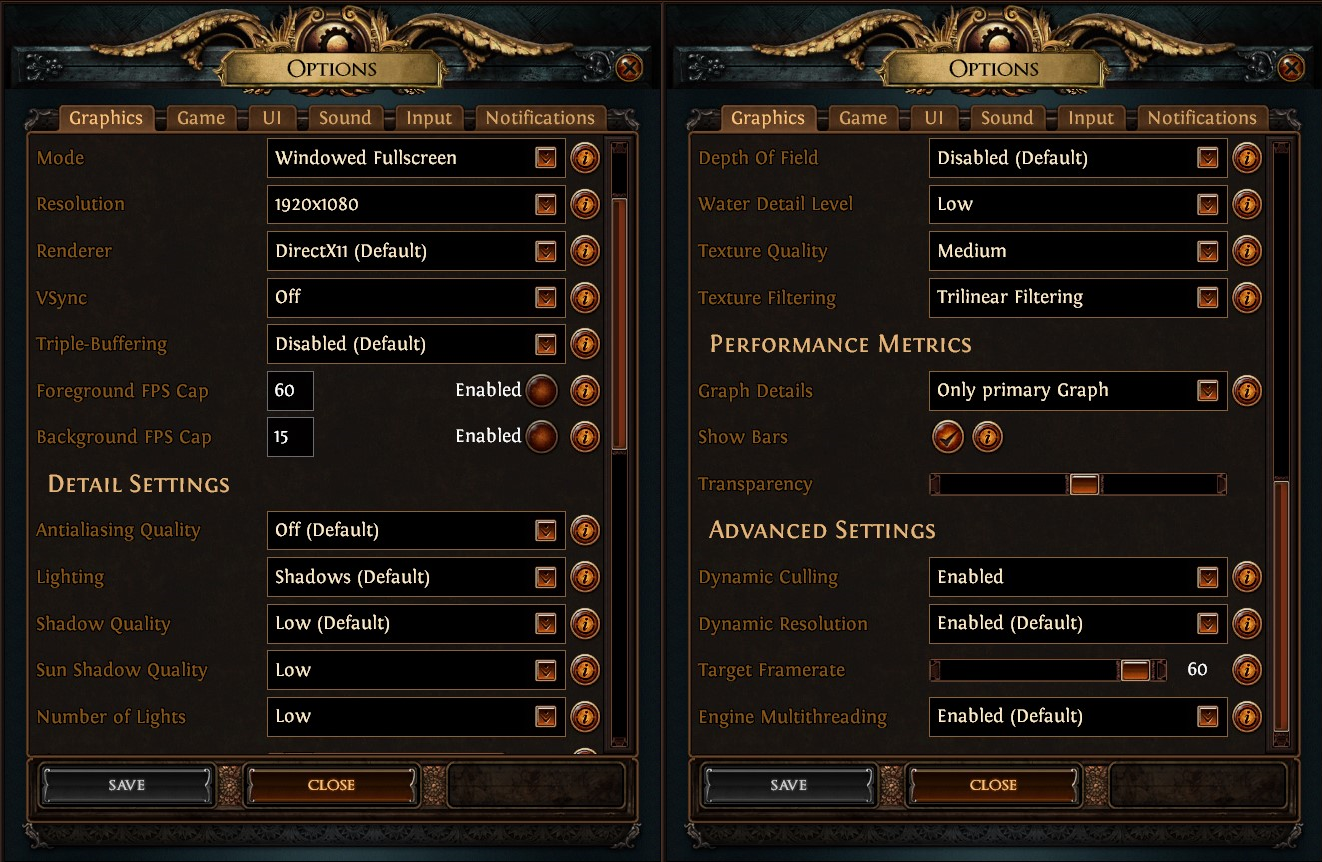 Options
Graphics Game UI Sound Input Notifications
Mode Windowed Fullscreen
Resolution 1920x1080
Renderer DirectX11 (Default)
VSync Off
Triple-Buffering Disabled (Default)
Foreground FPS Cap 60 Enabled
Background FPS Cap 15 Enabled
Detail Settings
Antialiasing Quality Off (Default)
Lighting Shadows (Default)
Shadow Quality Low (Default)
Sun Shadow Quality Low
Number of Lights Low
SAVE CLOSE
Options
Graphics Game UI Sound Input Notifications
Depth Of Field Disabled (Default)
Water Detail Level Low
Texture Quality Medium
Texture Filtering Trilinear Filtering
Performance Metrics
Graph Details Only primary Graph
Show Bars
Transparency
Advanced Settings
Dynamic Culling Enabled
Dynamic Resolution Enabled (Default)
Target Framerate 60
Engine Multithreading Enabled (Default)
SAVE CLOSE